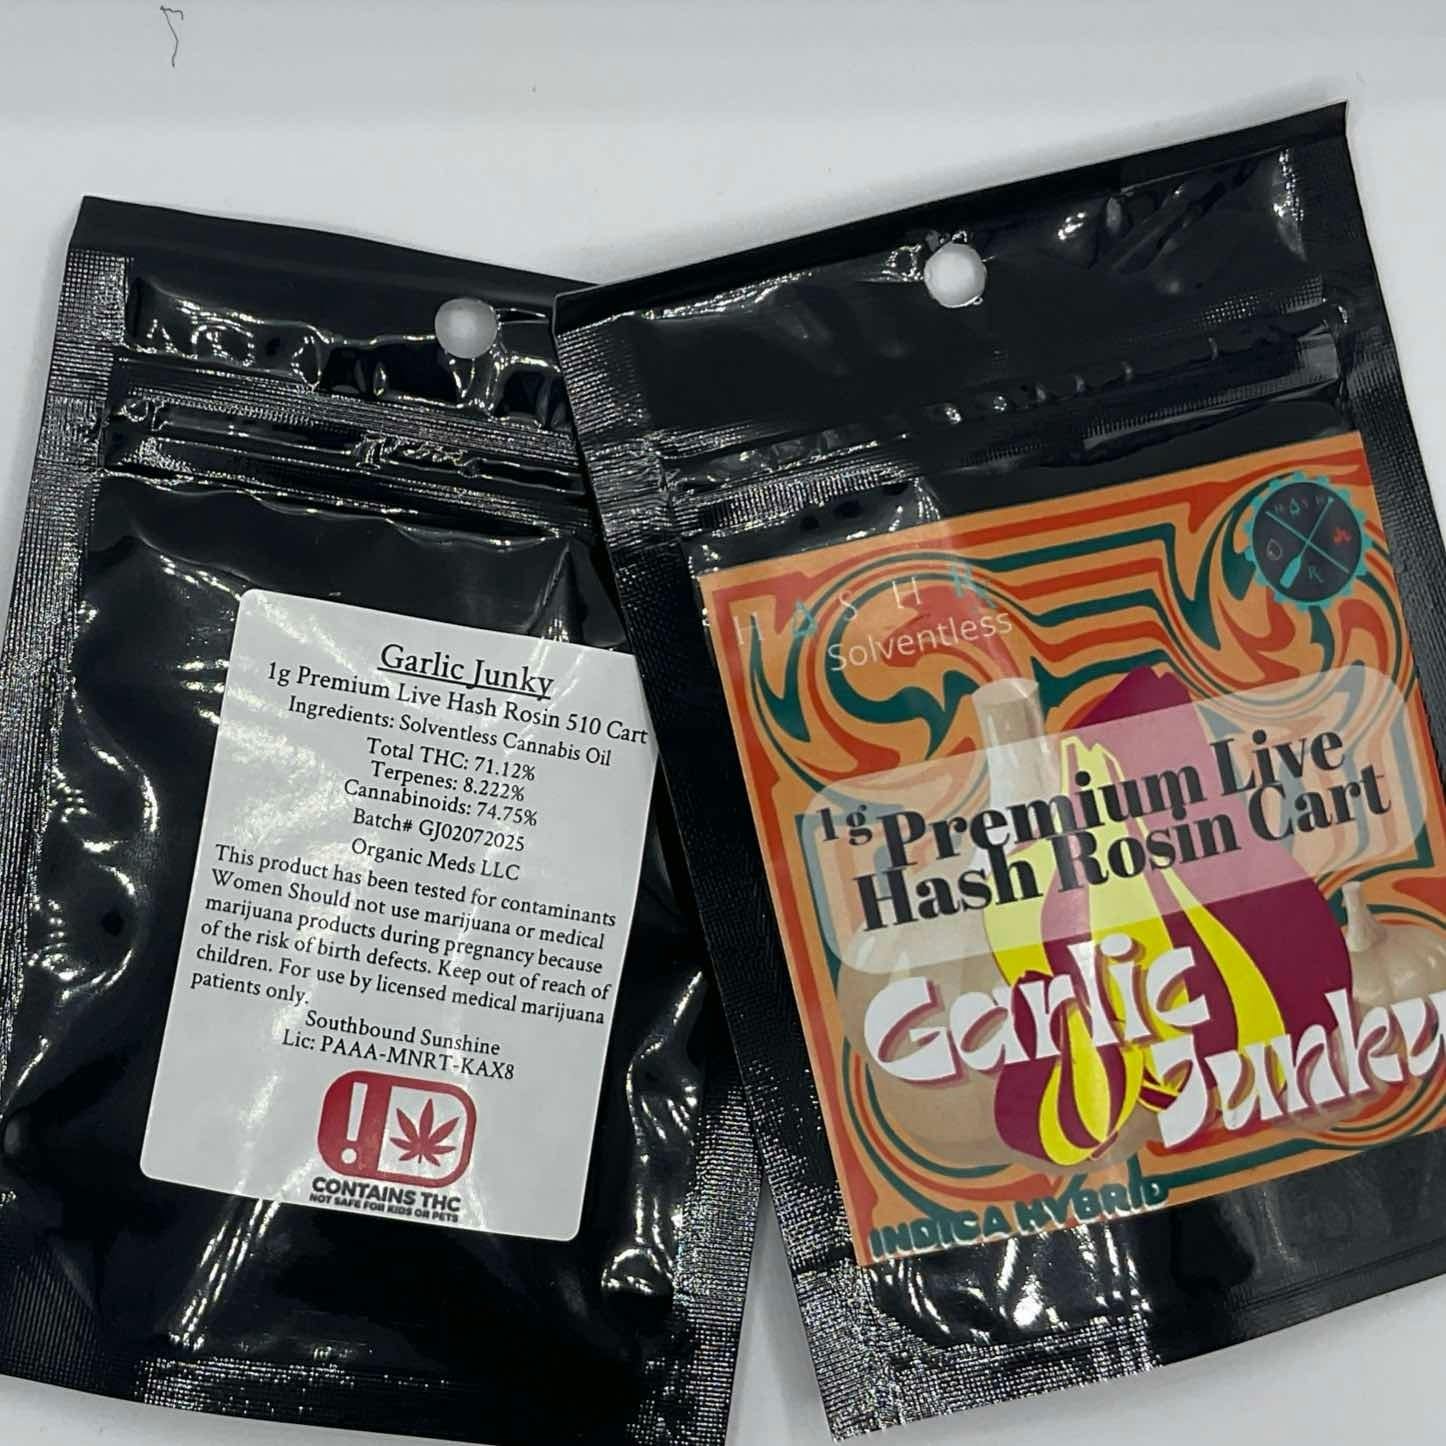 Garlic Junky
1g Premium Live Hash Rosin 510 Cart
Ingredients: Solventless Cannabis Oil
Total THC: 71.12%
Terpenes: 8.222%
Cannabinoids: 74.75%
Batch# GJ02072025
Organic Meds LLC
This product has been tested for contaminants
Women Should not use marijuana or medical
marijuana products during pregnancy because
of the risk of birth defects. Keep out of reach of
children. For use by licensed medical marijuana
patients only.
Southbound Sunshine
Lic: PAAA-MNRT-KAX8
CONTAINS THC
NOT SAFE FOR KIDS OR PETS
HASH R
Solventless
1g Premium Live
Hash Rosin Cart
Garlic
Junky
INDICA HYBRID